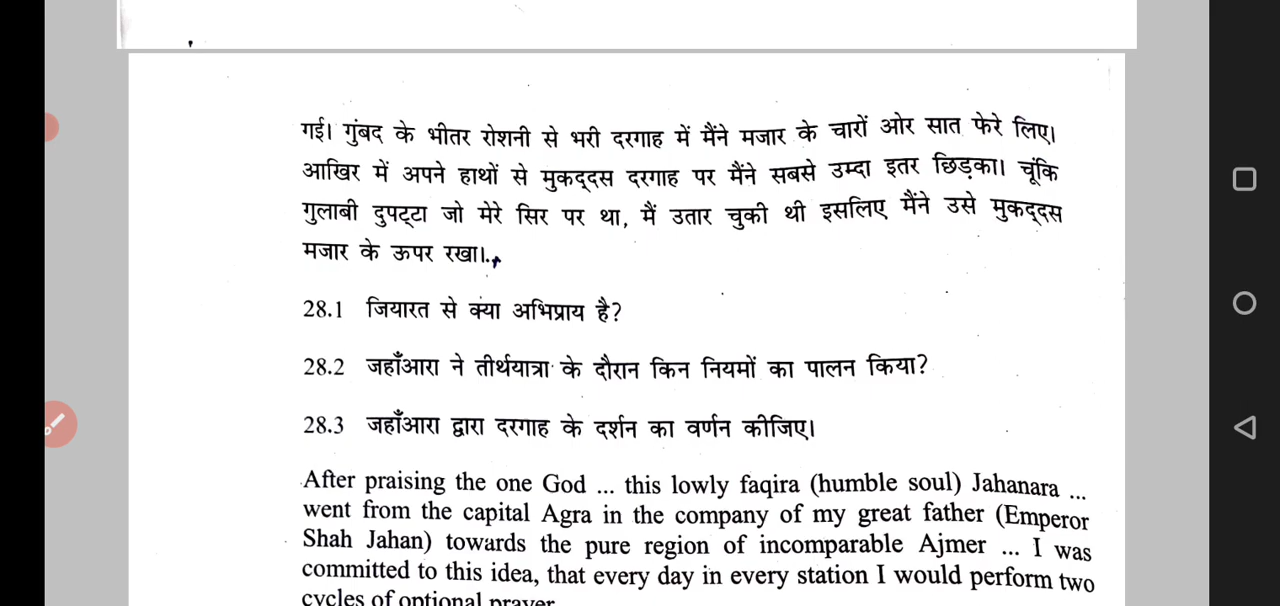 गई। गुंबद के भीतर रोशनी से भरी दरगाह में मैंने मजार के चारों ओर सात फेरे लिए।
आखिर में अपने हाथों से मुकद्दस दरगाह पर मैंने सबसे उम्दा इतर छिड़का। चूंकि
गुलाबी दुपट्टा जो मेरे सिर पर था, मैं उतार चुकी थी इसलिए मैंने उसे मुकद्दस
मजार के ऊपर रखा।..
28.1 जियारत से क्या अभिप्राय है?
28.2 जहाँआरा ने तीर्थयात्रा के दौरान किन नियमों का पालन किया?
28.3 जहाँआरा द्वारा दरगाह के दर्शन का वर्णन कीजिए।
After praising the one God ... this lowly faqira (humble soul) Jahanara ...
went from the capital Agra in the company of my great father (Emperor
Shah Jahan) towards the pure region of incomparable Ajmer ... I was
committed to this idea, that every day in every station I would perform two
cycles of optional prayer